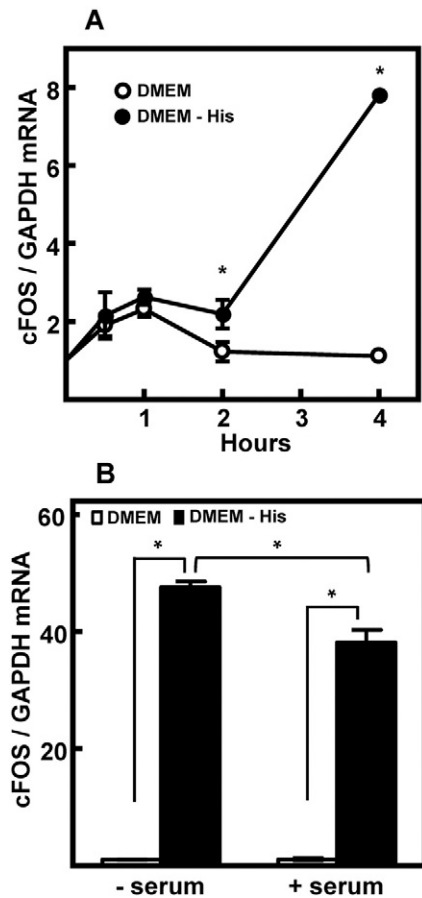 A
cFOS / GAPDH mRNA
8
6
4
2
DMEM
DMEM - His
*
*
1
2
3
4
Hours
B
cFOS / GAPDH mRNA
60
40
20
DMEM
DMEM - His
*
*
*
- serum
+ serum